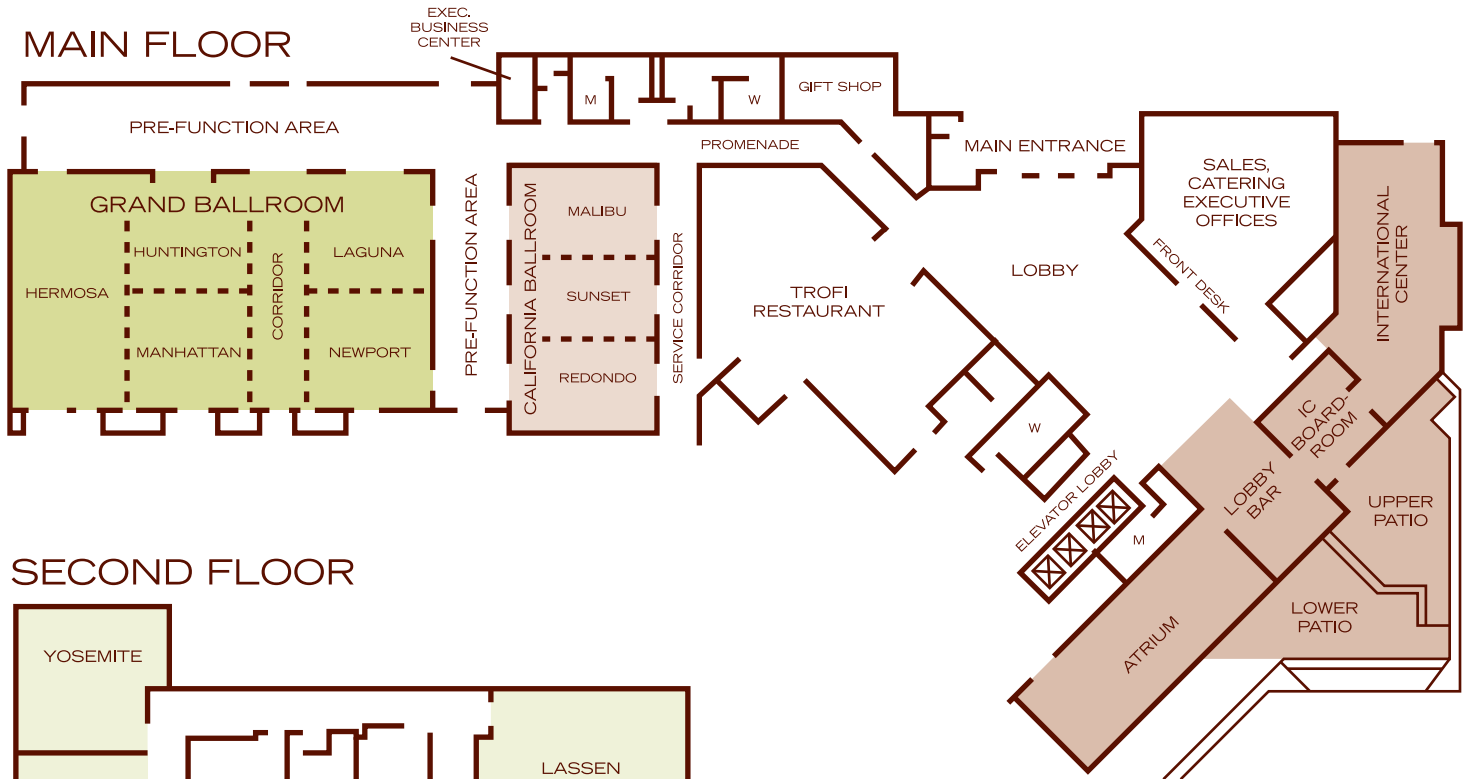 MAIN FLOOR
EXEC.
BUSINESS
CENTER
PRE-FUNCTION AREA
M
W
GIFT SHOP
PROMENADE
MAIN ENTRANCE
SALES,
CATERING
EXECUTIVE
OFFICES
INTERNATIONAL
CENTER
GRAND BALLROOM
HUNTINGTON
LAGUNA
HERMOSA
CORRIDOR
MANHATTAN
NEWPORT
PRE-FUNCTION AREA
CALIFORNIA BALLROOM
MALIBU
SUNSET
REDONDO
SERVICE CORRIDOR
TROFI
RESTAURANT
LOBBY
FRONT DESK
IC
BOARD-
ROOM
W
LOBBY
BAR
ELEVATOR LOBBY
M
UPPER
PATIO
LOWER
PATIO
ATRIUM
SECOND FLOOR
YOSEMITE
LASSEN